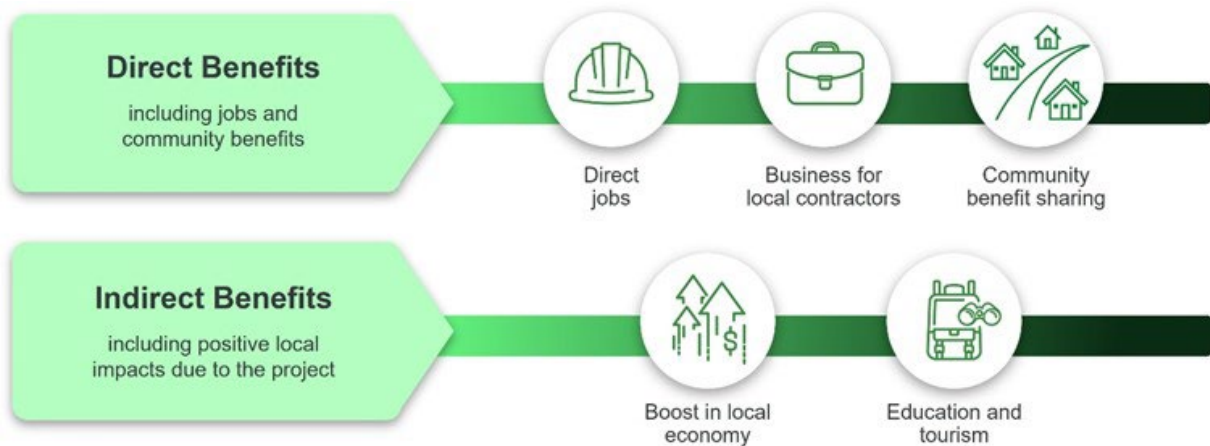 Direct Benefits
including jobs and
community benefits
Direct
jobs
Business for
local contractors
Community
benefit sharing
Indirect Benefits
including positive local
impacts due to the project
$
Boost in local
economy
Education and
tourism